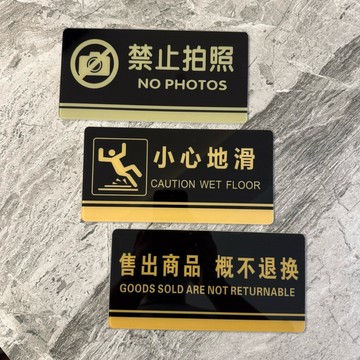 禁止拍照
NO PHOTOS
小心地滑
CAUTION WET FLOOR
售出商品 概不退换
GOODS SOLD ARE NOT RETURNABLE